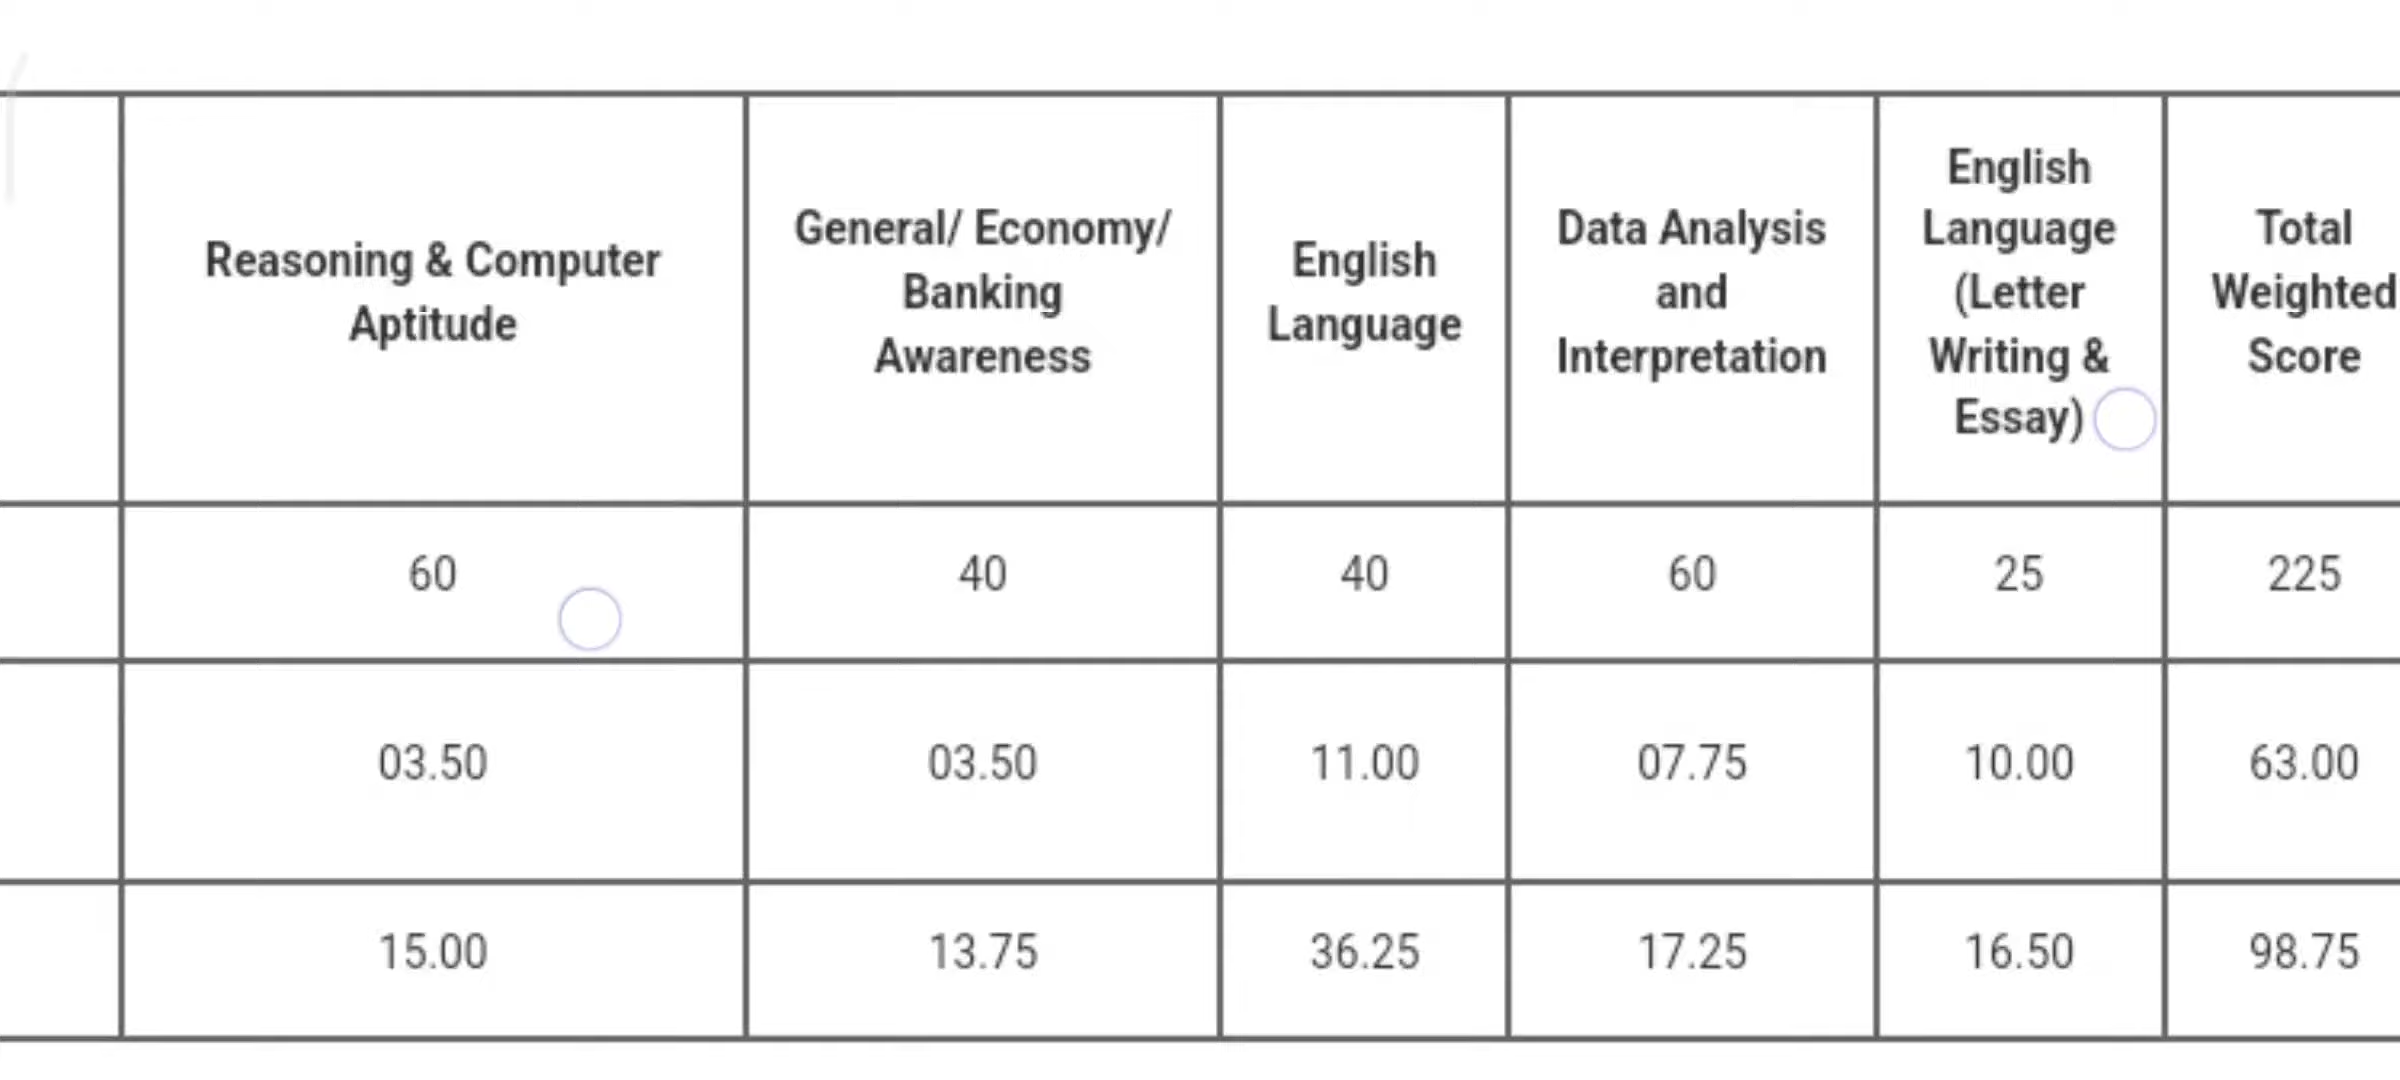 Reasoning & Computer
Aptitude
General/ Economy/
Banking
Awareness
English
Language
Data Analysis
and
Interpretation
English
Language
(Letter
Writing &
Essay)
Total
Weighted
Score
60
40
40
60
25
225
03.50
03.50
11.00
07.75
10.00
63.00
15.00
13.75
36.25
17.25
16.50
98.75